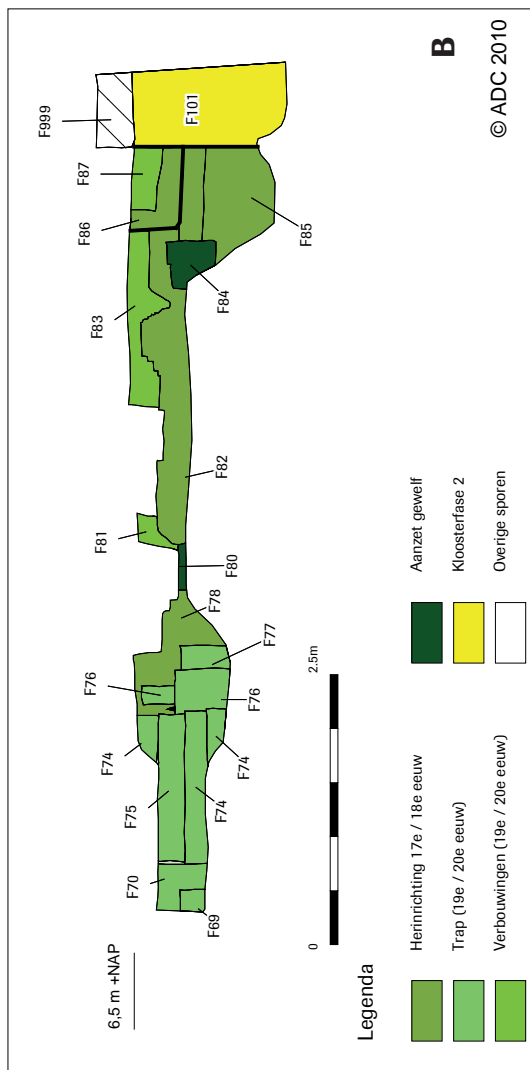 F999
F101
F87
F86
F85
F84
F83
F82
F81
F80
F78
F77
F76
F76
F74
F74
F75
F74
F70
F69
6,5 m +NAP
0
2.5m
Legenda
Herinrichting 17e / 18e eeuw
Trap (19e / 20e eeuw)
Verbouwingen (19e / 20e eeuw)
Aanzet gewelf
Kloosterfase 2
Overige sporen
B
© ADC 2010